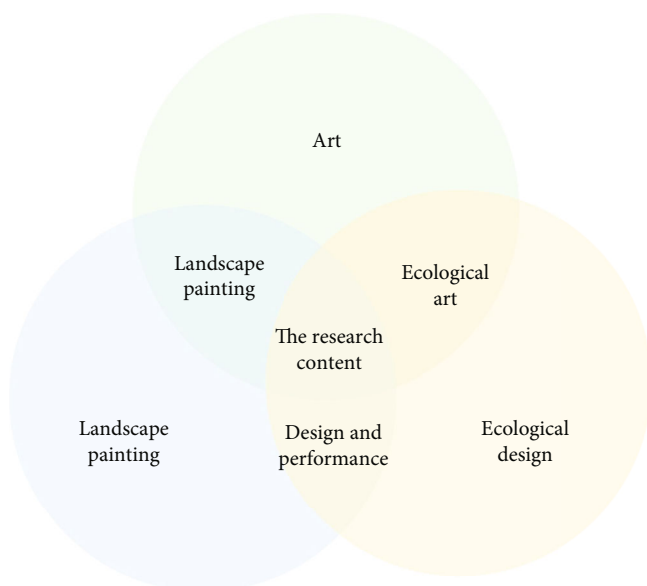 Art
Landscape
painting
Ecological
art
The research
content
Landscape
painting
Design and
performance
Ecological
design